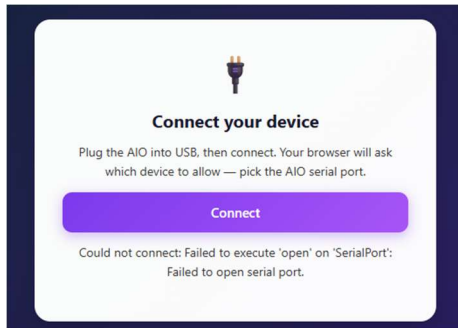 Connect your device
Plug the AIO into USB, then connect. Your browser will ask
which device to allow — pick the AIO serial port.
Connect
Could not connect: Failed to execute 'open' on 'SerialPort':
Failed to open serial port.